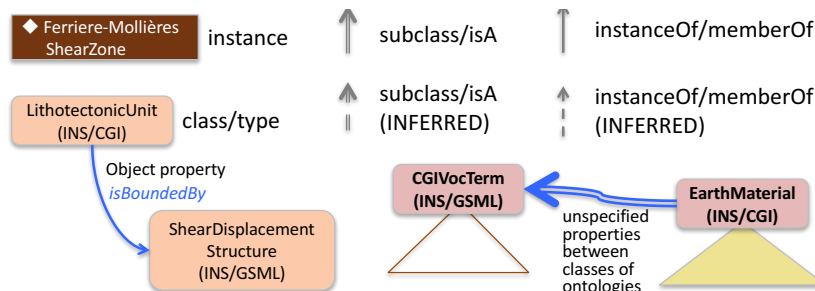 ◆ Ferriere-Mollières
ShearZone
instance
subclass/isA
instanceOf/memberOf
LithotectonicUnit
(INS/CGI)
class/type
subclass/isA
(INFERRED)
instanceOf/memberOf
(INFERRED)
Object property
isBoundedBy
ShearDisplacement
Structure
(INS/GSML)
CGIVocTerm
(INS/GSML)
unspecified
properties
between
classes of
ontologies
EarthMaterial
(INS/CGI)